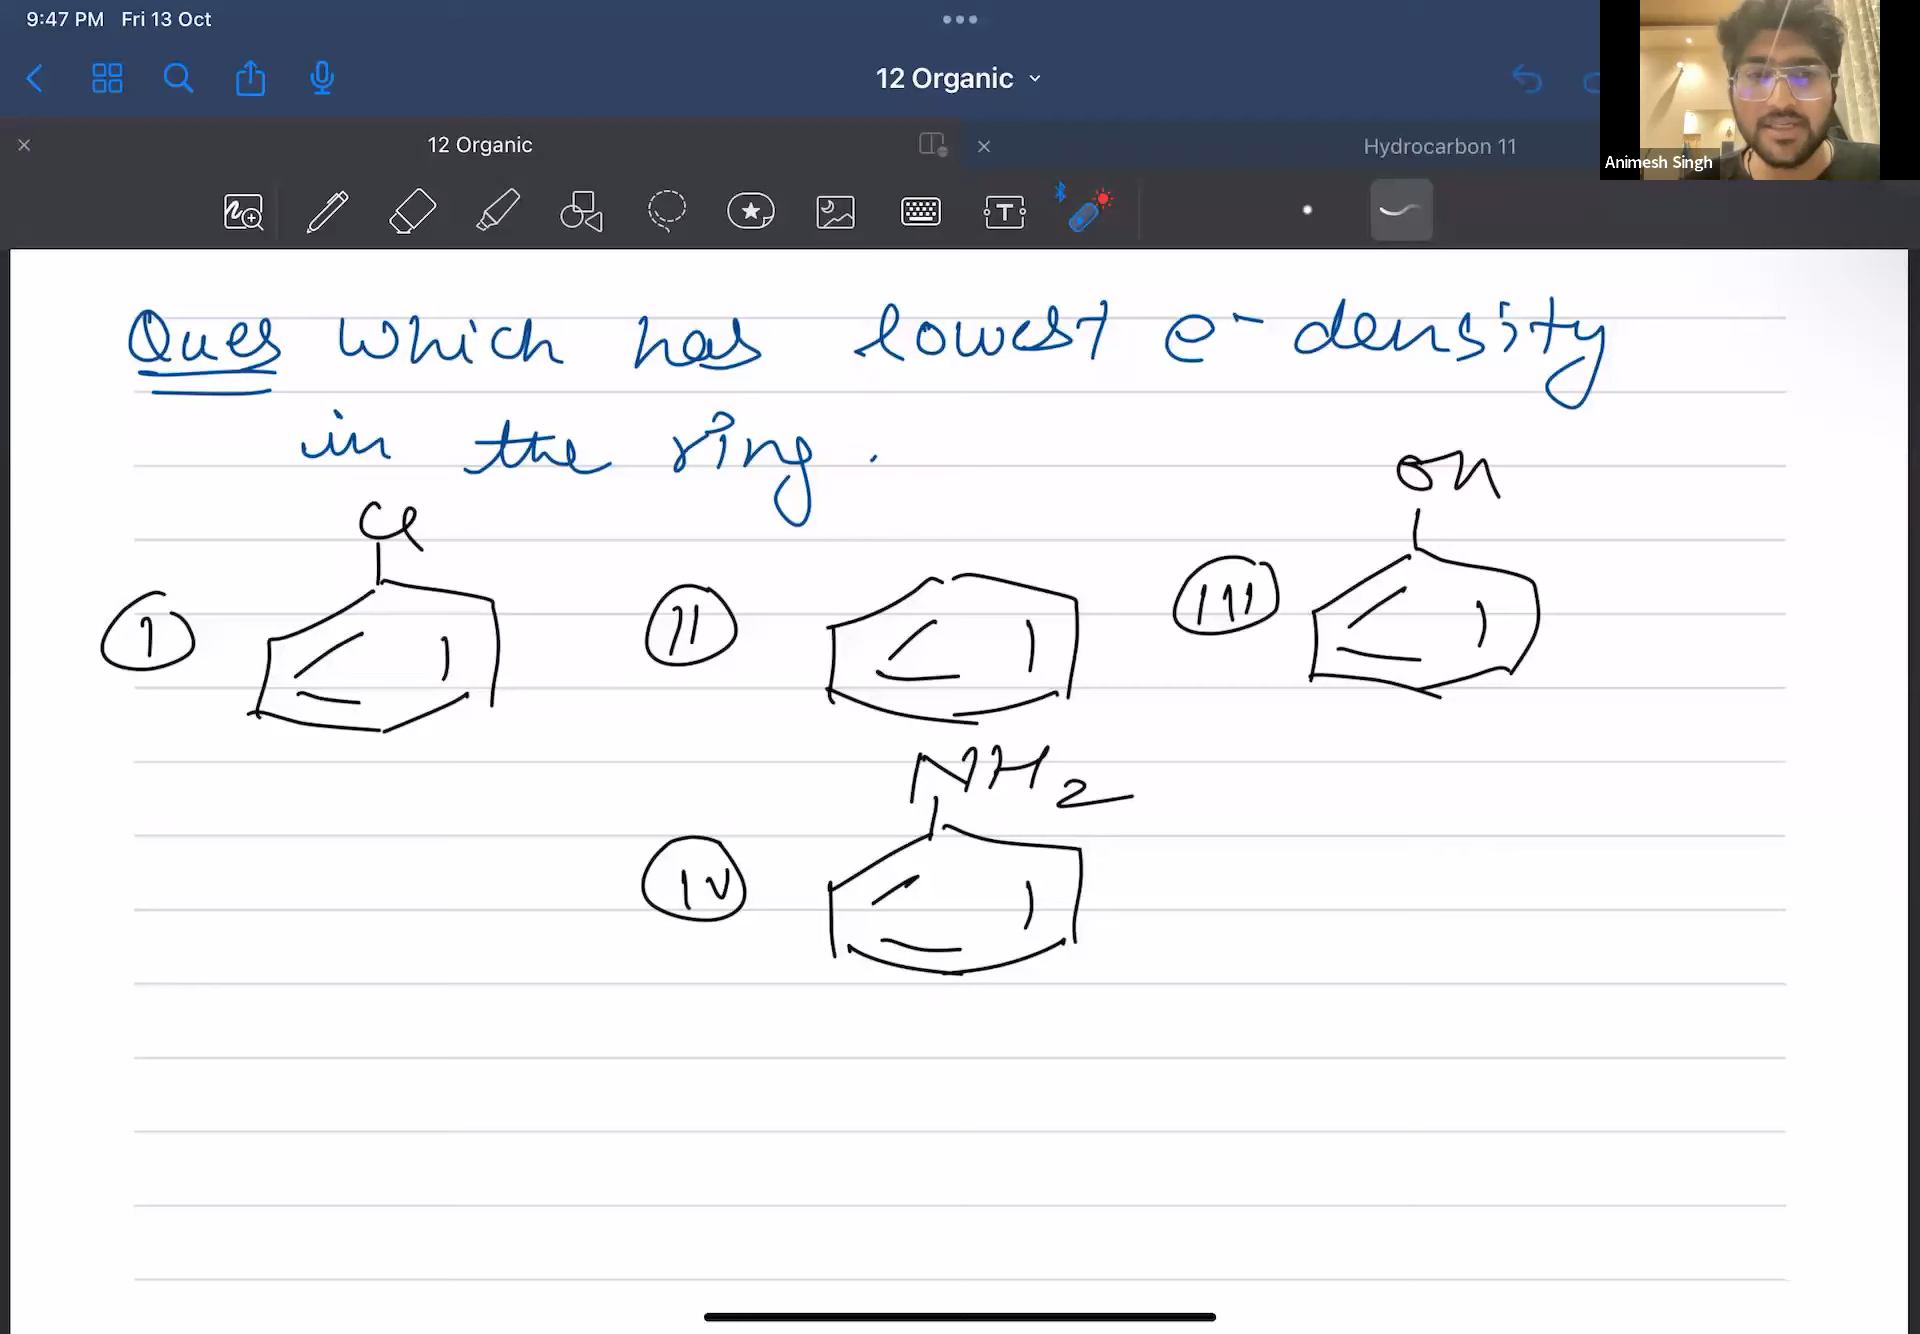 9:47 PM Fri 13 Oct
12 Organic
12 Organic
Hydrocarbon 11
Animesh Singh
Ques which has lowest e- density
in the ring.
Cl
OH
I
II
III
NH2
IV